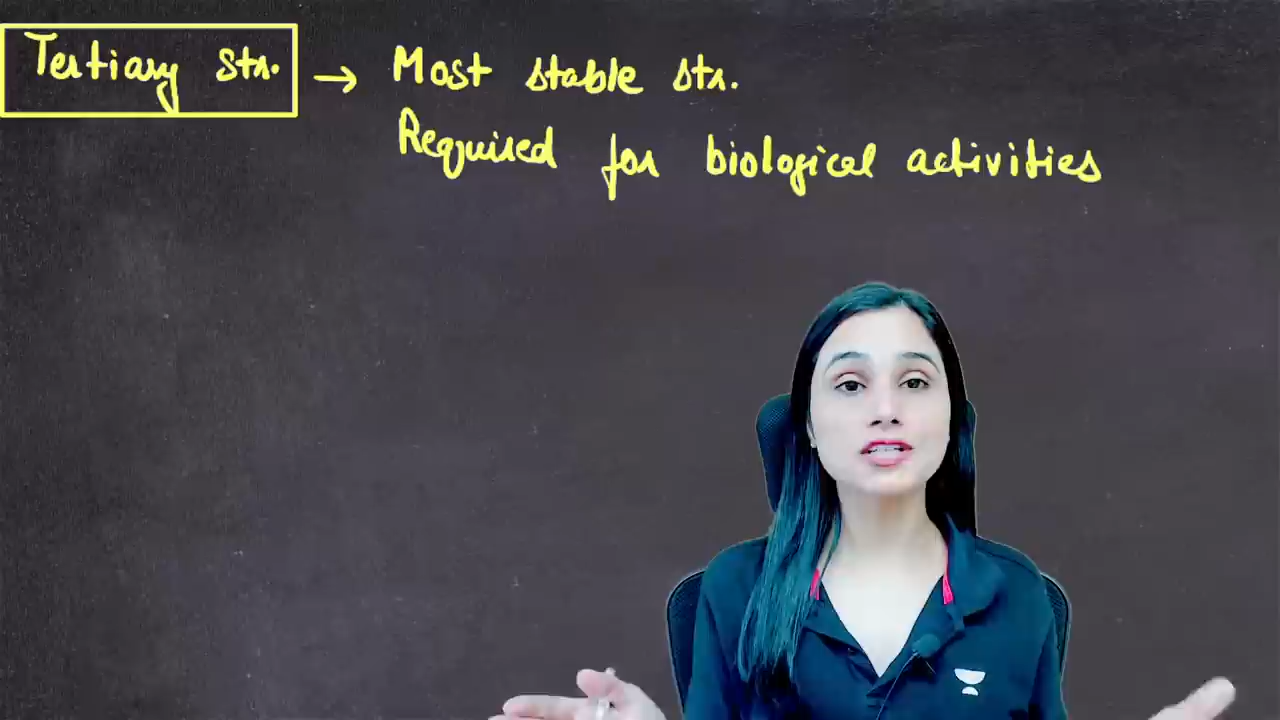 Tertiary str. → Most stable str.
Required for biological activities